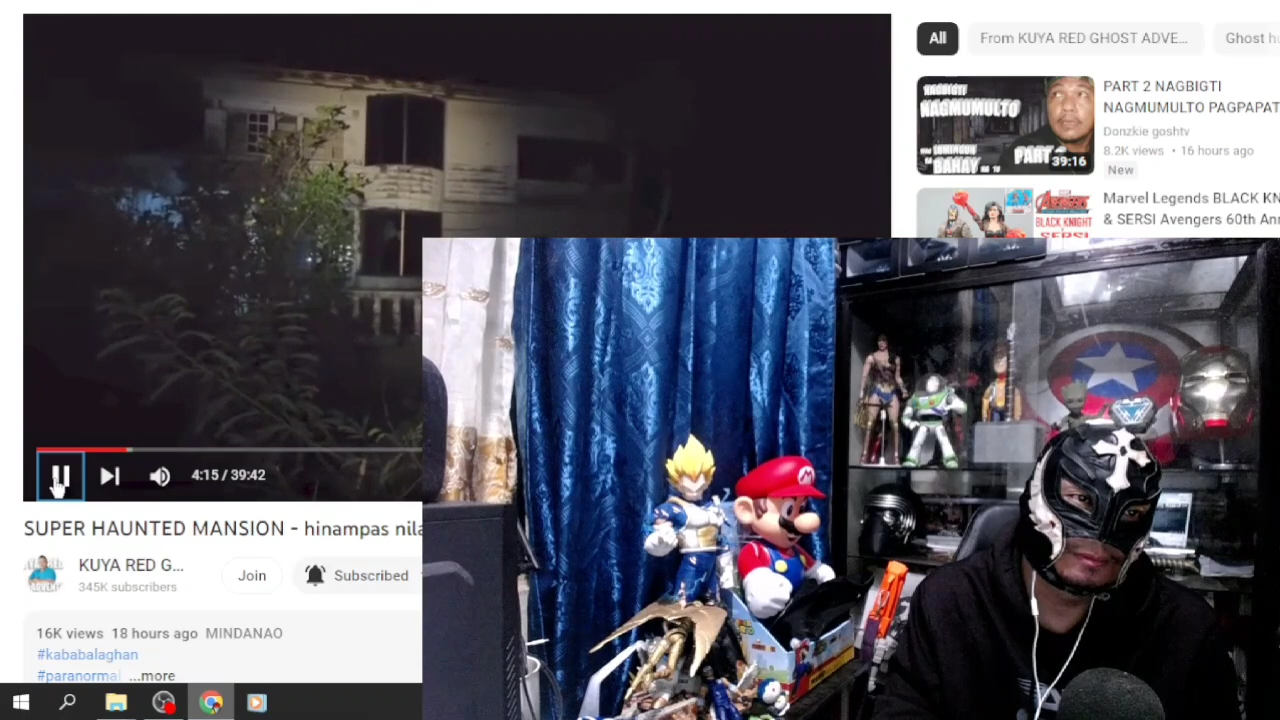 4:15 / 39:42
SUPER HAUNTED MANSION - hinampas nila
KUYA RED G...
345K subscribers
Join
Subscribed
16K views 18 hours ago MINDANAO
#kababalaghan
#paranormal ...more
All
From KUYA RED GHOST ADVE...
Ghost
NAGBIGTI
NAGMUMULTO
BAHAY
PART
39:16
PART 2 NAGBIGTI
NAGMUMULTO PAGPAPAT
Donzkie goshtv
8.2K views • 16 hours ago
New
BLACK KNIGHT
SERSI
Marvel Legends BLACK KN
& SERSI Avengers 60th An